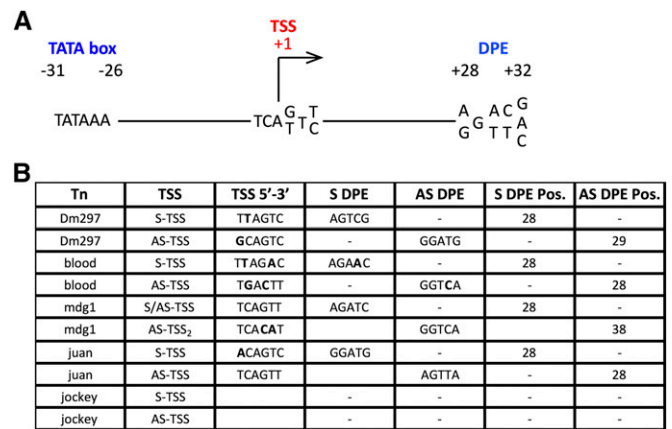 A
TATA box
TSS
+1
DPE
-31 -26
+28 +32
TATAAA
TCA G/T T T/C
A/G G A/T C/T G/A/C
B
Tn TSS TSS 5’-3’ S DPE AS DPE S DPE Pos. AS DPE Pos.
Dm297 S-TSS TTAGTC AGTCG - 28 -
Dm297 AS-TSS GCAGTC - GGATG - 29
blood S-TSS TTAGAC AGAAC - 28 -
blood AS-TSS TGACTT - GGTCA - 28
mdg1 S/AS-TSS TCAGTT AGATC - 28 -
mdg1 AS-TSS₂ TCACAT GGTCA - 38
juan S-TSS ACAGTC GGATG - 28 -
juan AS-TSS TCAGTT AGTTA - 28
jockey S-TSS - - - -
jockey AS-TSS - - - -